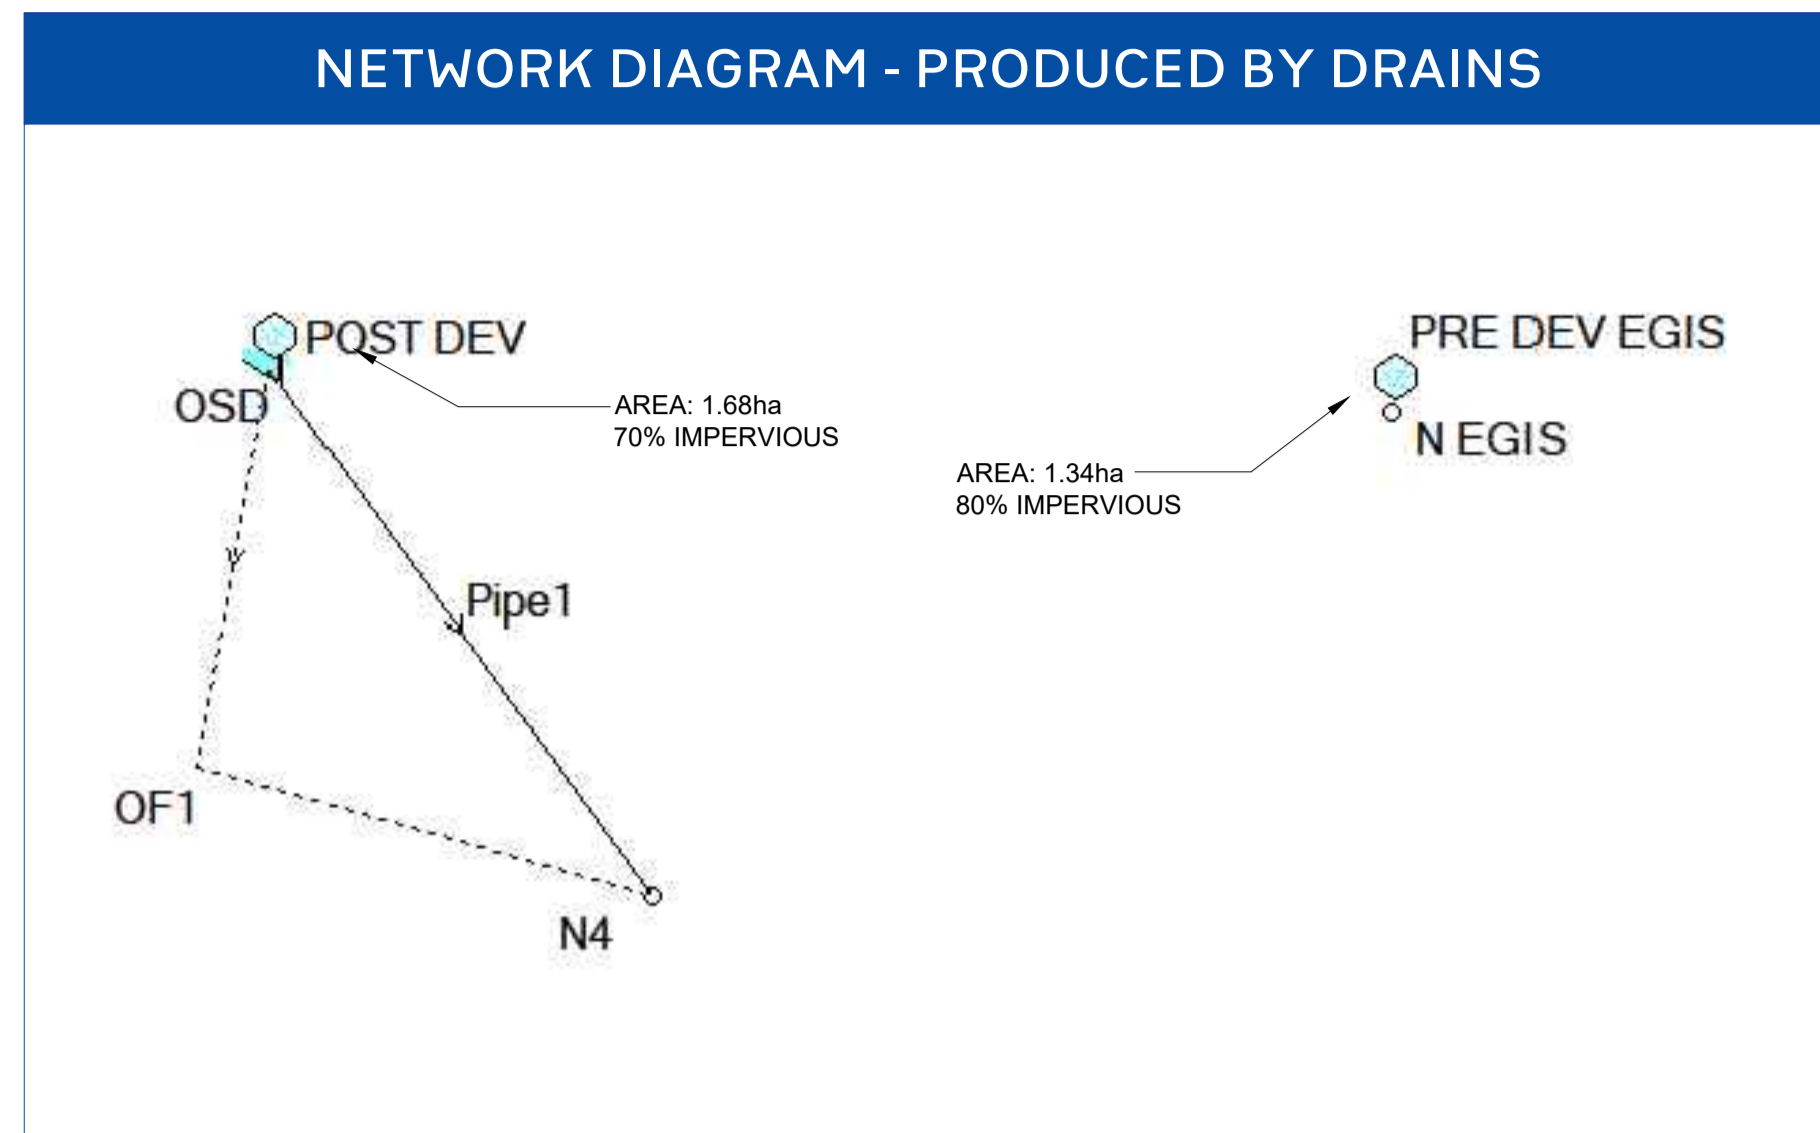 NETWORK DIAGRAM - PRODUCED BY DRAINS
POST DEV
OSD
AREA: 1.68ha
70% IMPERVIOUS
PRE DEV EGIS
N EGIS
AREA: 1.34ha
80% IMPERVIOUS
Pipe1
OF1
N4